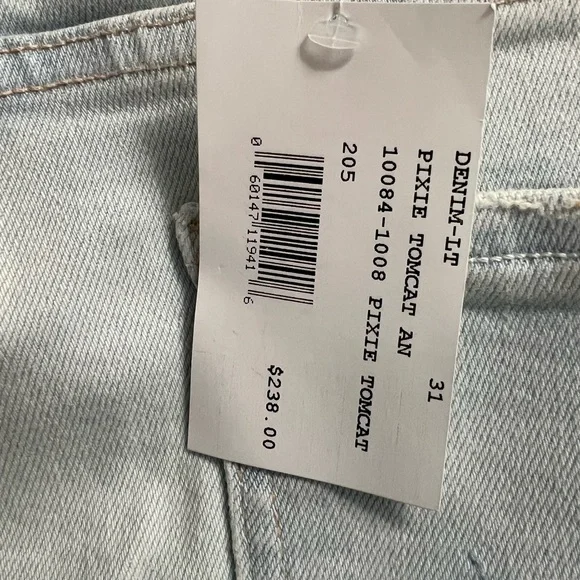 DENIM-LT 31
PIXIE TOMCAT AN
10084-1008 PIXIE TOMCAT
205
0 60147 11941 6
$238.00